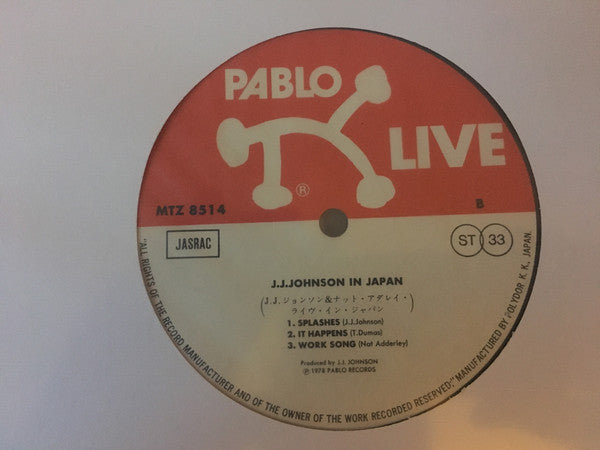 PABLO
LIVE
®
MTZ 8514
B
JASRAC
ST 33
J.J.JOHNSON IN JAPAN
(J.J.ジョンソン&ナット・アダレイ・
ライヴ・イン・ジャパン)
1. SPLASHES (J.J.Johnson)
2. IT HAPPENS (T.Dumas)
3. WORK SONG (Nat Adderley)
Produced by J.J. JOHNSON
℗ 1978 PABLO RECORDS
"ALL RIGHTS OF THE RECORD MANUFACTURER AND OF THE OWNER OF THE WORK RECORDED RESERVED;" MANUFACTURED BY POLYDOR K. K., JAPAN.